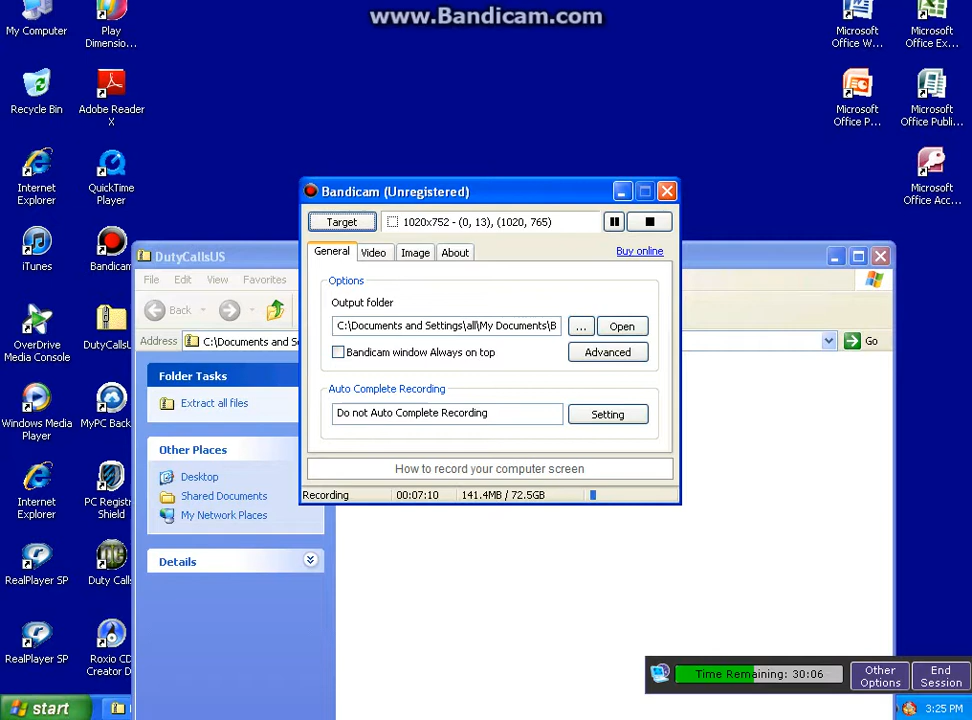 www.Bandicam.com
My Computer
Play
Dimensio...
Microsoft
Office W...
Microsoft
Office Ex...
Recycle Bin
Adobe Reader
X
Microsoft
Office P...
Microsoft
Office Publi...
Internet
Explorer
QuickTime
Player
Microsoft
Office Acc...
Bandicam (Unregistered)
Target
1020x752 - (0, 13), (1020, 765)
General
Video
Image
About
Buy online
Options
Output folder
C:\Documents and Settings\all\My Documents\B
...
Open
Bandicam window Always on top
Advanced
Auto Complete Recording
Do not Auto Complete Recording
Setting
How to record your computer screen
Recording
00:07:10
141.4MB / 72.5GB
iTunes
Bandicam
DutyCallsUS
File
Edit
View
Favorites
Back
Address
C:\Documents and Se
Go
OverDrive
Media Console
DutyCallsU
Folder Tasks
Extract all files
Windows Media
Player
MyPC Back
Other Places
Desktop
Shared Documents
My Network Places
Internet
Explorer
PC Registr
Shield
Details
RealPlayer SP
Duty Calls
RealPlayer SP
Roxio CD
Creator D
Time Remaining: 30:06
Other
Options
End
Session
start
3:25 PM